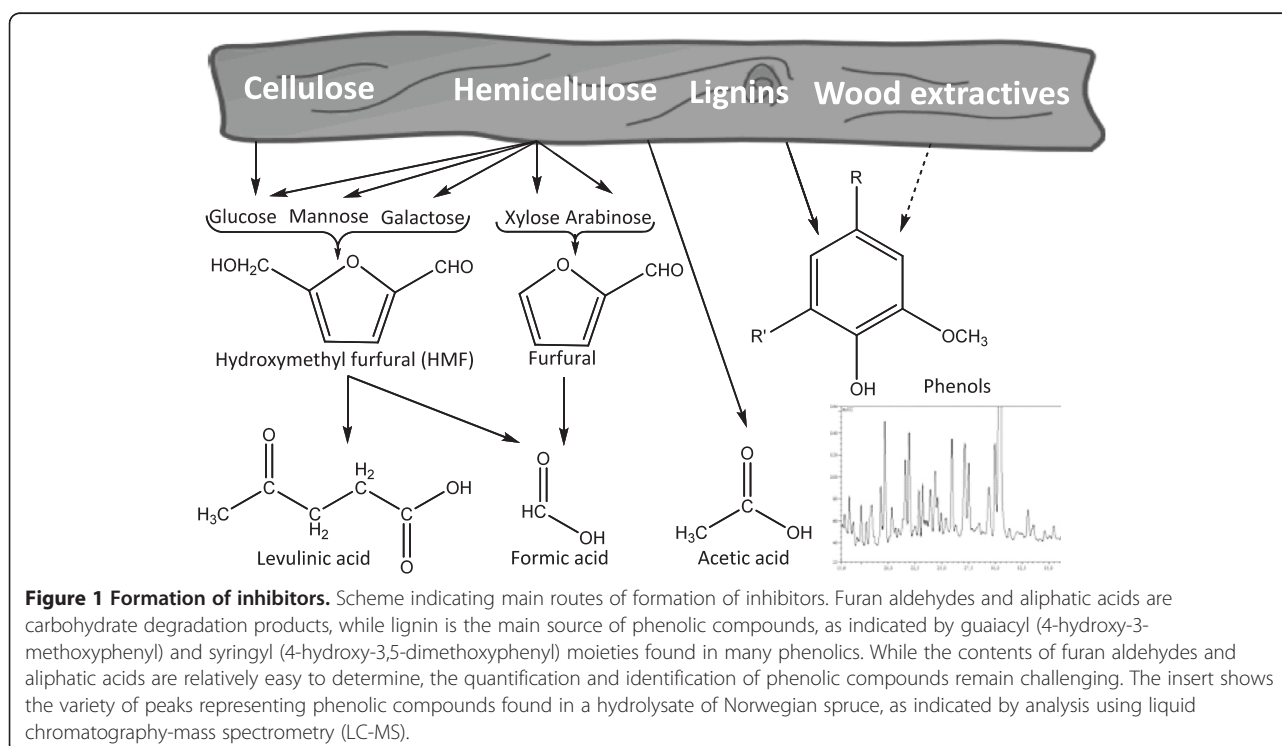 Cellulose Hemicellulose Lignins Wood extractives
Glucose Mannose Galactose Xylose Arabinose
R
HOH2C O CHO
O CHO
R' OCH3
OH
Hydroxymethyl furfural (HMF) Furfural
Phenols
O H2 C C OH
H3C C H2 C O
O HC OH
O C H3C OH
Levulinic acid Formic acid Acetic acid
Figure 1 Formation of inhibitors. Scheme indicating main routes of formation of inhibitors. Furan aldehydes and aliphatic acids are
carbohydrate degradation products, while lignin is the main source of phenolic compounds, as indicated by guaiacyl (4-hydroxy-3-
methoxyphenyl) and syringyl (4-hydroxy-3,5-dimethoxyphenyl) moieties found in many phenolics. While the contents of furan aldehydes and
aliphatic acids are relatively easy to determine, the quantification and identification of phenolic compounds remain challenging. The insert shows
the variety of peaks representing phenolic compounds found in a hydrolysate of Norwegian spruce, as indicated by analysis using liquid
chromatography-mass spectrometry (LC-MS).